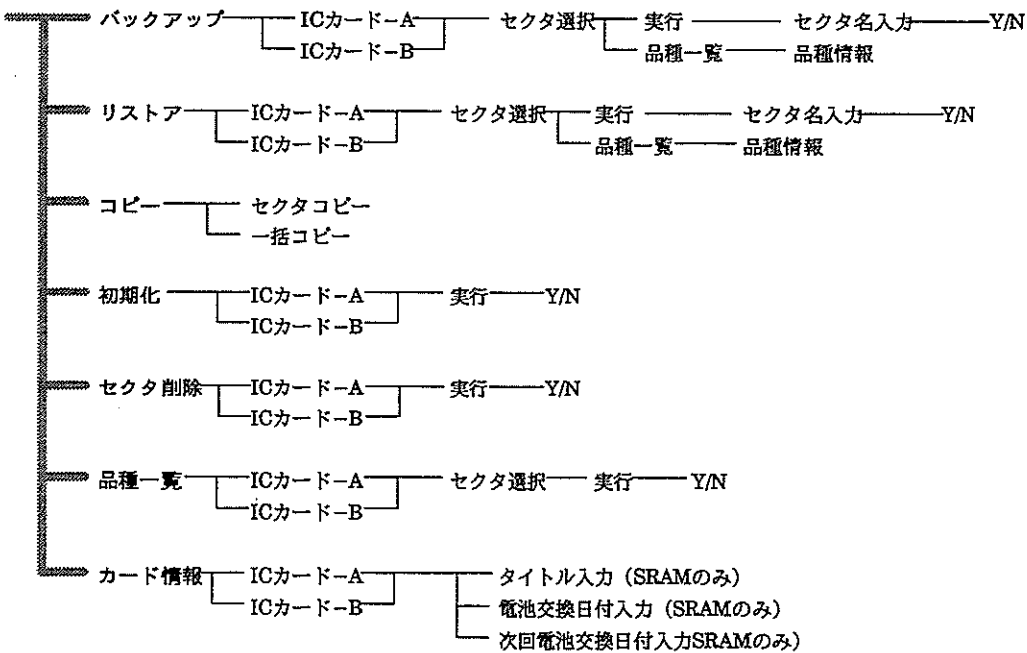 バックアップ ICカード-A セクタ選択 実行 セクタ名入力 Y/N
ICカード-B 品種一覧 品種情報
リストア ICカード-A セクタ選択 実行 セクタ名入力 Y/N
ICカード-B 品種一覧 品種情報
コピー セクタコピー
一括コピー
初期化 ICカード-A 実行 Y/N
ICカード-B
セクタ削除 ICカード-A 実行 Y/N
ICカード-B
品種一覧 ICカード-A セクタ選択 実行 Y/N
ICカード-B
カード情報 ICカード-A タイトル入力（SRAMのみ）
ICカード-B 電池交換日付入力（SRAMのみ）
次回電池交換日付入力SRAMのみ）